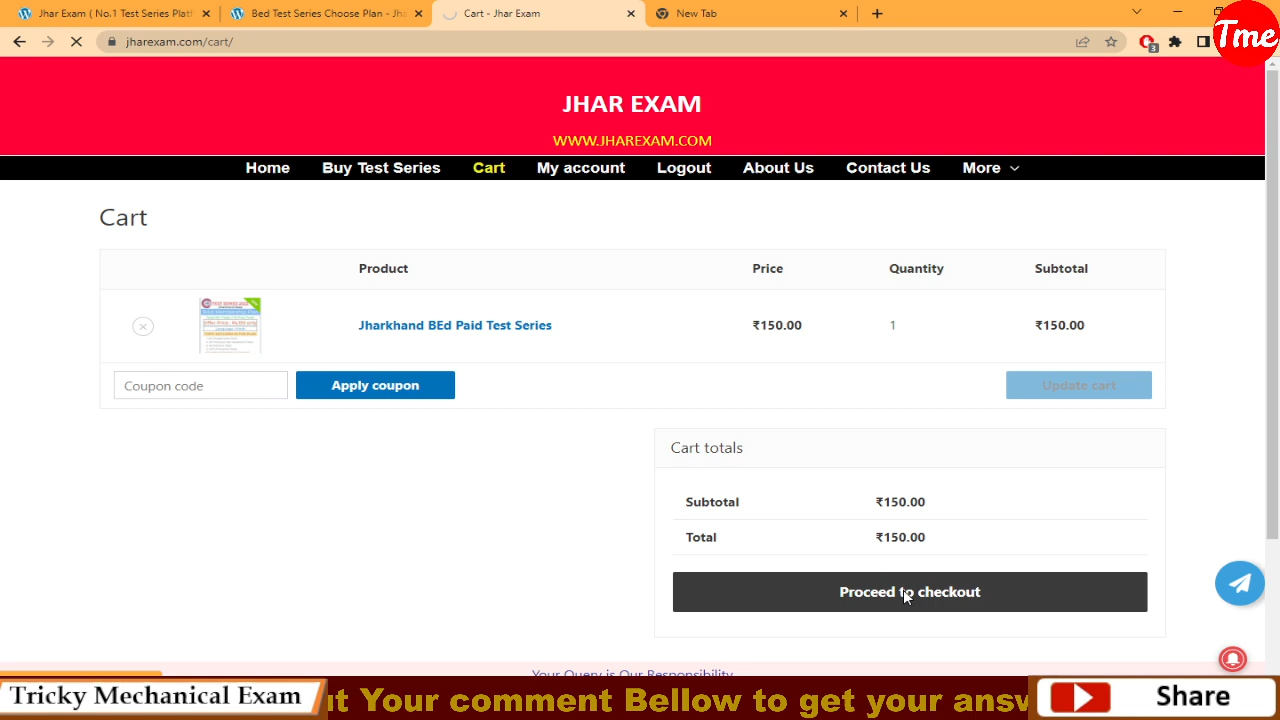 Jhar Exam ( No.1 Test Series Platf
Bed Test Series Choose Plan - Jha
Cart - Jhar Exam
New Tab
jharexam.com/cart/
3
Tme
JHAR EXAM
WWW.JHAREXAM.COM
Home Buy Test Series Cart My account Logout About Us Contact Us More
Cart
Product Price Quantity Subtotal
Jharkhand BEd Paid Test Series ₹150.00 1 ₹150.00
Coupon code Apply coupon Update cart
Cart totals
Subtotal ₹150.00
Total ₹150.00
Proceed to checkout
Your Query is Our Responsibility
Tricky Mechanical Exam
ut Your comment Bellow to get your answ
Share